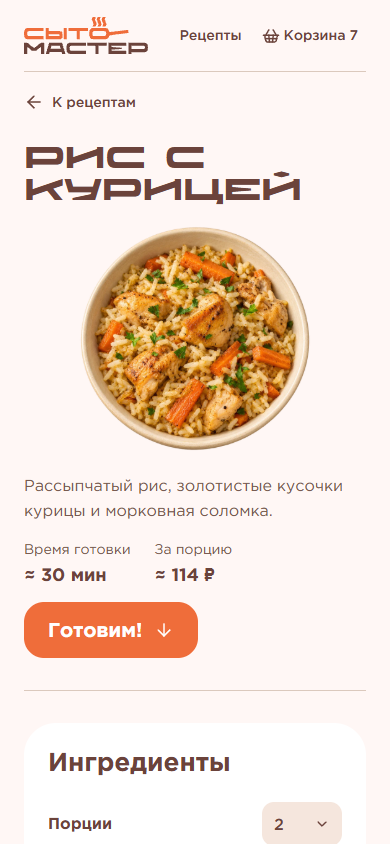 СЫТО
МАСТЕР
Рецепты
Корзина 7
К рецептам
РИС С
КУРИЦЕЙ
Рассыпчатый рис, золотистые кусочки
курицы и морковная соломка.
Время готовки
За порцию
≈ 30 мин
≈ 114 ₽
Готовим!
Ингредиенты
Порции
2